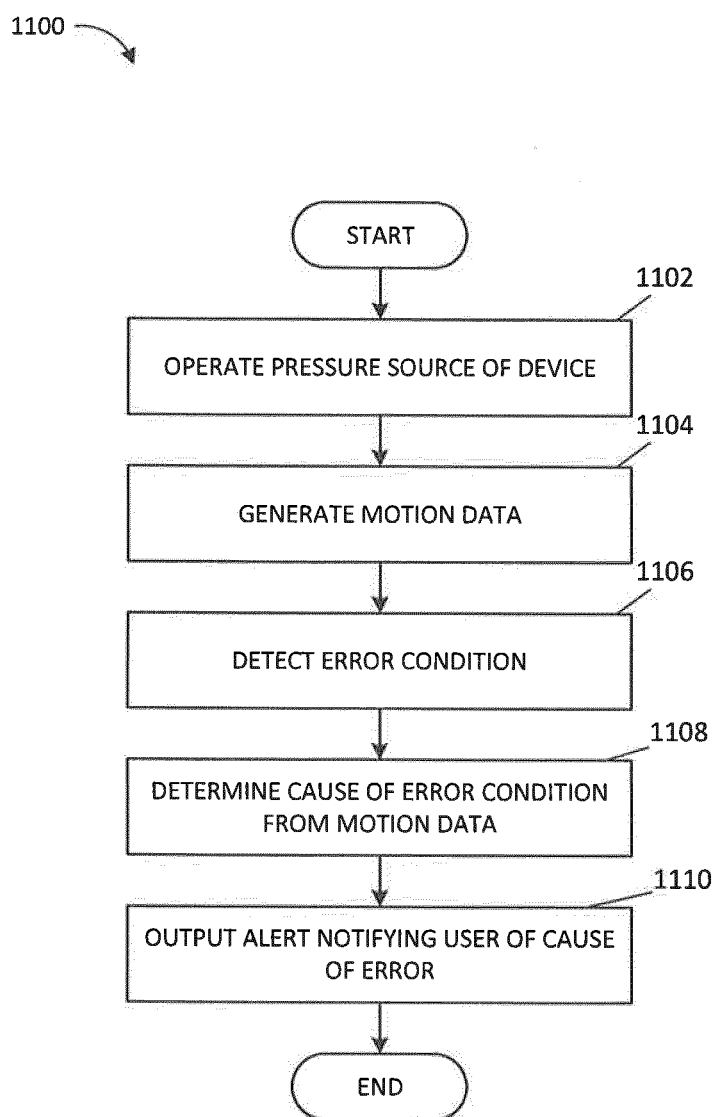 1100
START
1102
OPERATE PRESSURE SOURCE OF DEVICE
1104
GENERATE MOTION DATA
1106
DETECT ERROR CONDITION
1108
DETERMINE CAUSE OF ERROR CONDITION
FROM MOTION DATA
1110
OUTPUT ALERT NOTIFYING USER OF CAUSE
OF ERROR
END